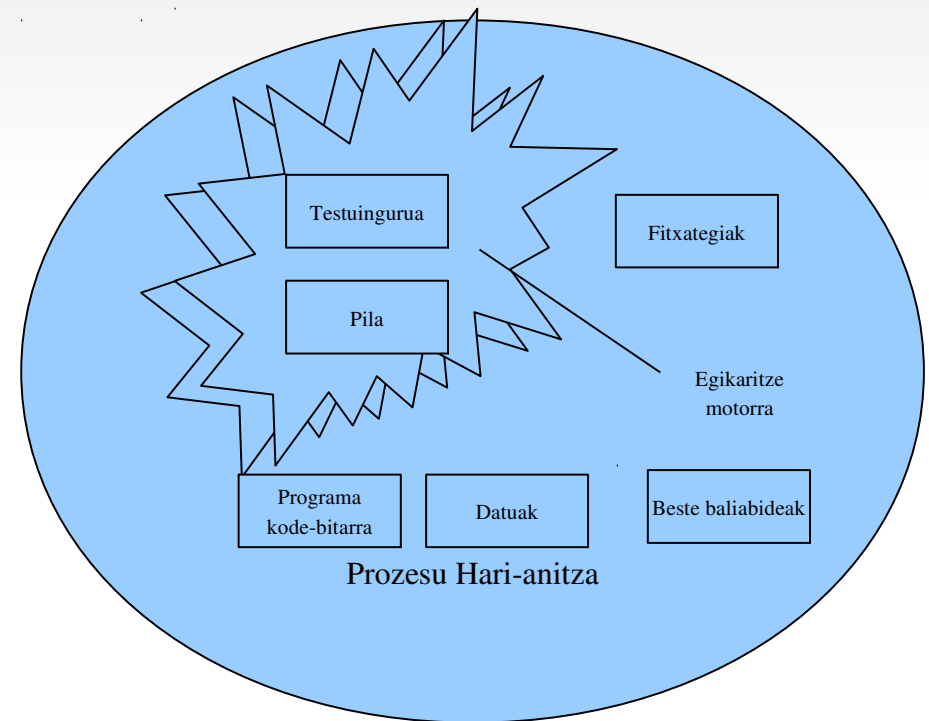 Testuingurua
Fitxategiak
Pila
Egikaritze
motorra
Programa
kode-bitarra
Datuak
Beste baliabideak
Prozesu Hari-anitza